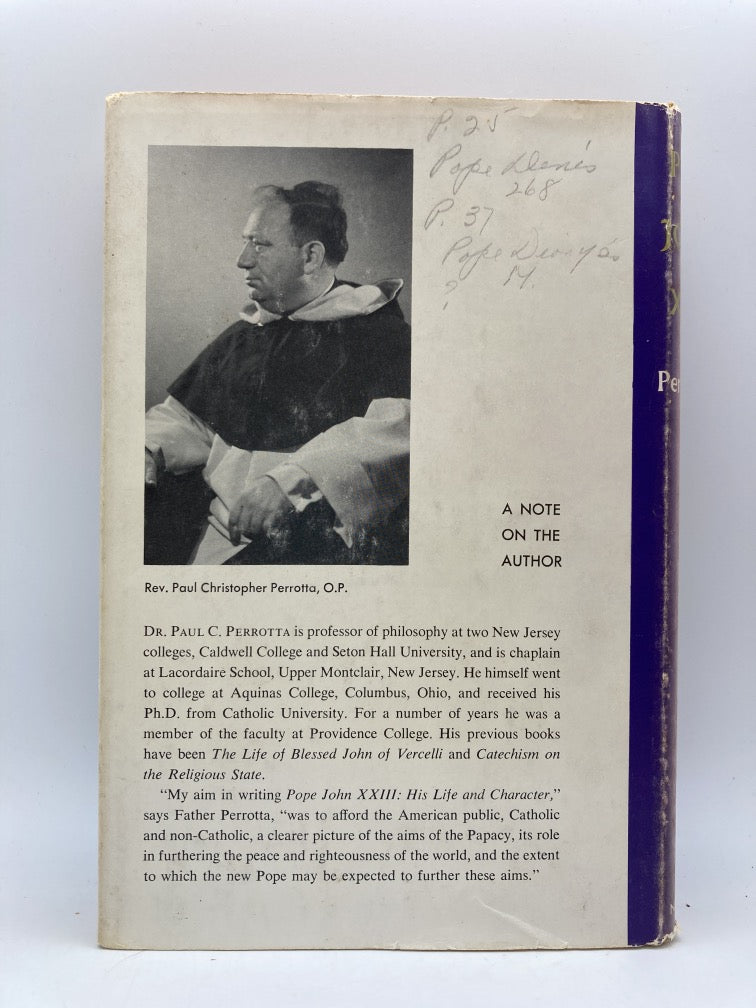 P. 25
Pope Denis
268
P. 37
Pope
?
A NOTE
ON THE
AUTHOR
Rev. Paul Christopher Perrotta, O.P.
DR. PAUL C. PERROTTA is professor of philosophy at two New Jersey
colleges, Caldwell College and Seton Hall University, and is chaplain
at Lacordaire School, Upper Montclair, New Jersey. He himself went
to college at Aquinas College, Columbus, Ohio, and received his
Ph.D. from Catholic University. For a number of years he was a
member of the faculty at Providence College. His previous books
have been The Life of Blessed John of Vercelli and Catechism on
the Religious State.
“My aim in writing Pope John XXIII: His Life and Character,”
says Father Perrotta, “was to afford the American public, Catholic
and non-Catholic, a clearer picture of the aims of the Papacy, its role
in furthering the peace and righteousness of the world, and the extent
to which the new Pope may be expected to further these aims.”
Per